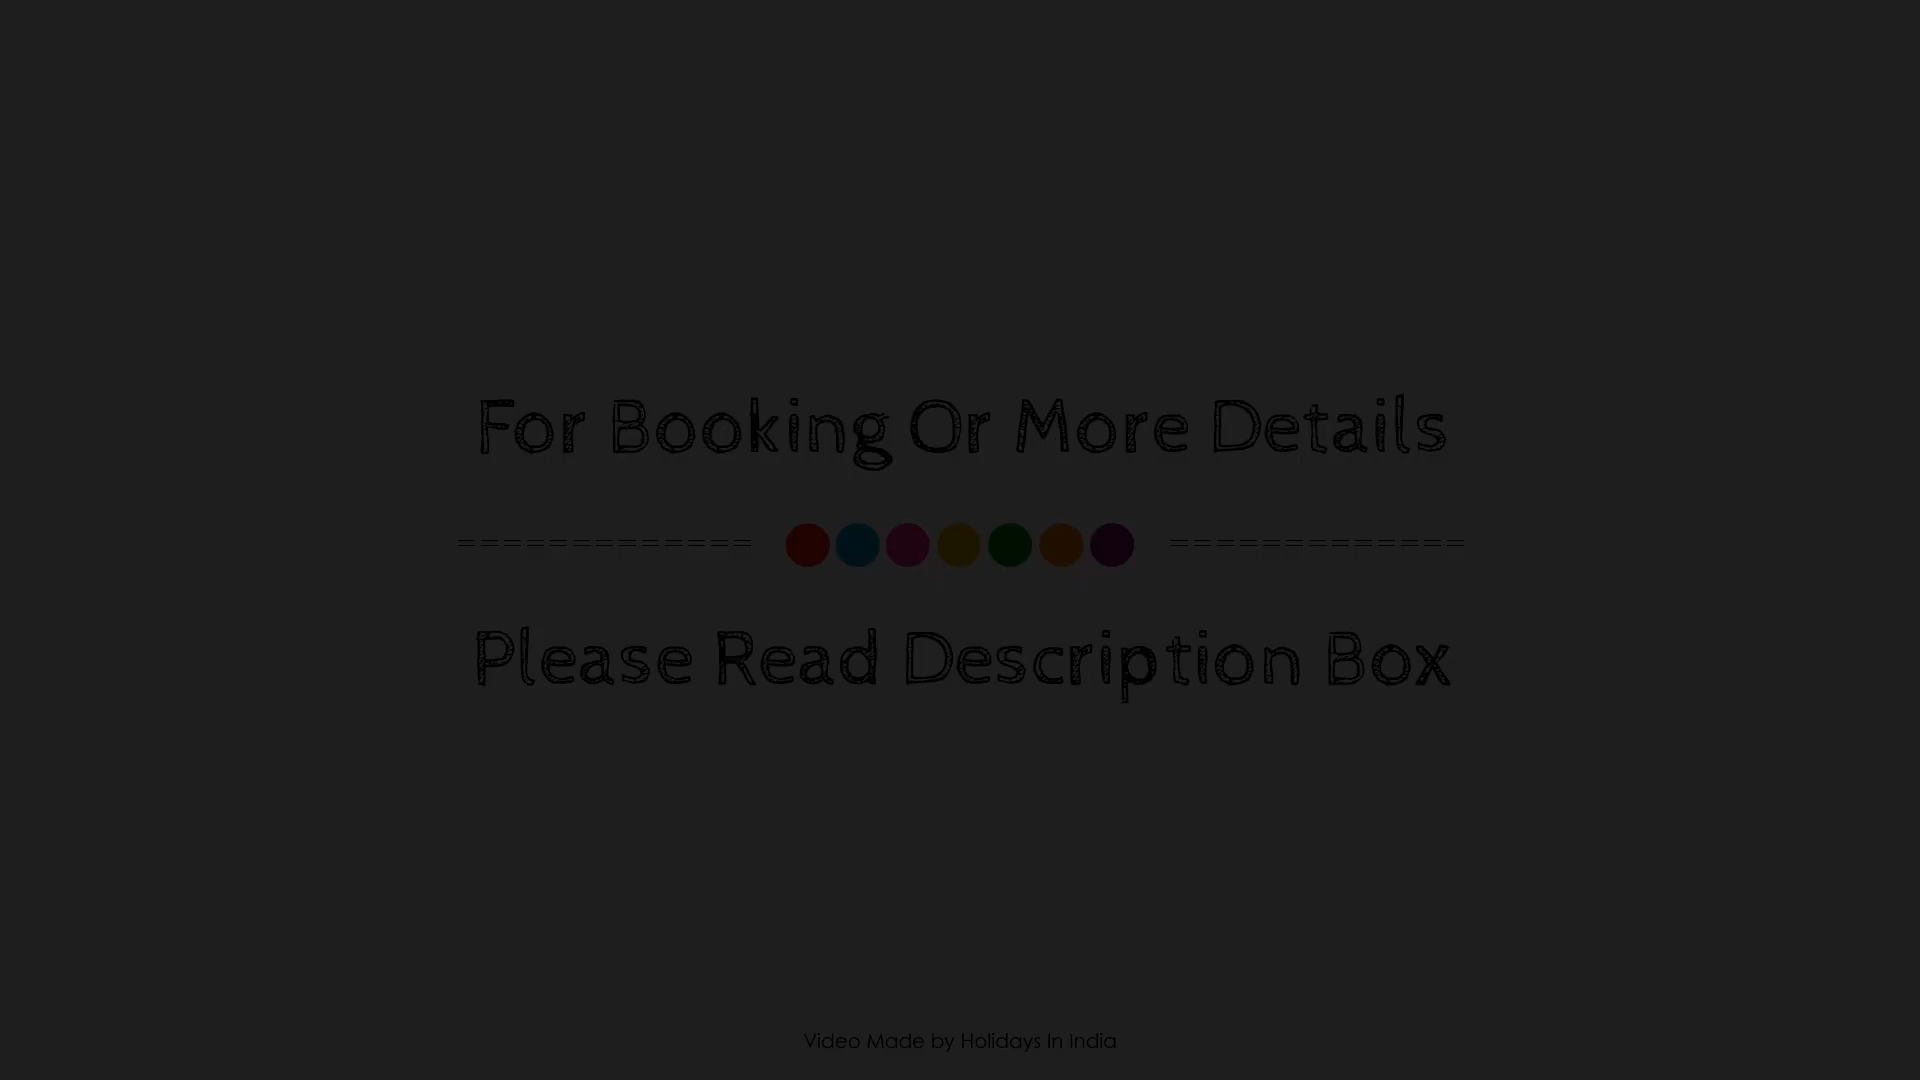 For Booking Or More Details
============= =============
Please Read Description Box
Video Made by Holidays In India